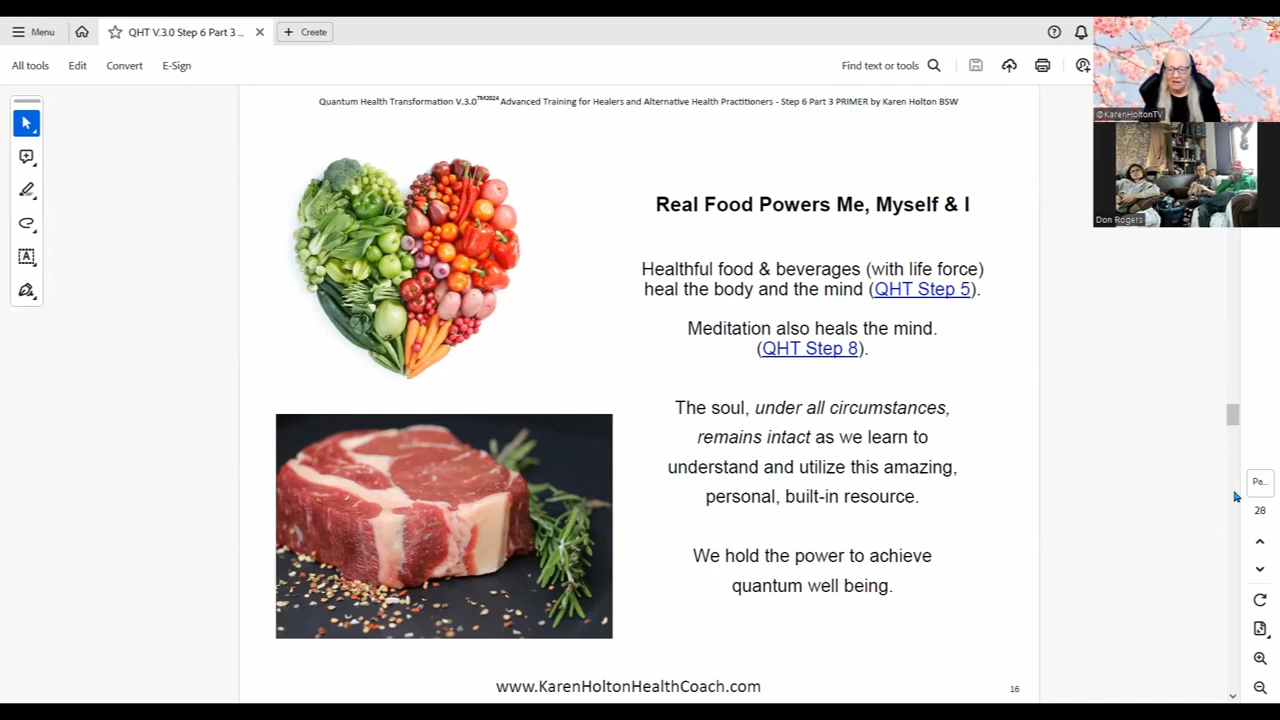 Menu
QHT V.3.0 Step 6 Part 3 ...
Create
All tools
Edit
Convert
E-Sign
Find text or tools
Quantum Health Transformation V.3.0™2024 Advanced Training for Healers and Alternative Health Practitioners - Step 6 Part 3 PRIMER by Karen Holton BSW
@KarenHoltonTV
Don Rogers
Real Food Powers Me, Myself & I
Healthful food & beverages (with life force)
heal the body and the mind (QHT Step 5).
Meditation also heals the mind.
(QHT Step 8).
The soul, under all circumstances,
remains intact as we learn to
understand and utilize this amazing,
personal, built-in resource.
We hold the power to achieve
quantum well being.
Pa...
28
www.KarenHoltonHealthCoach.com
16